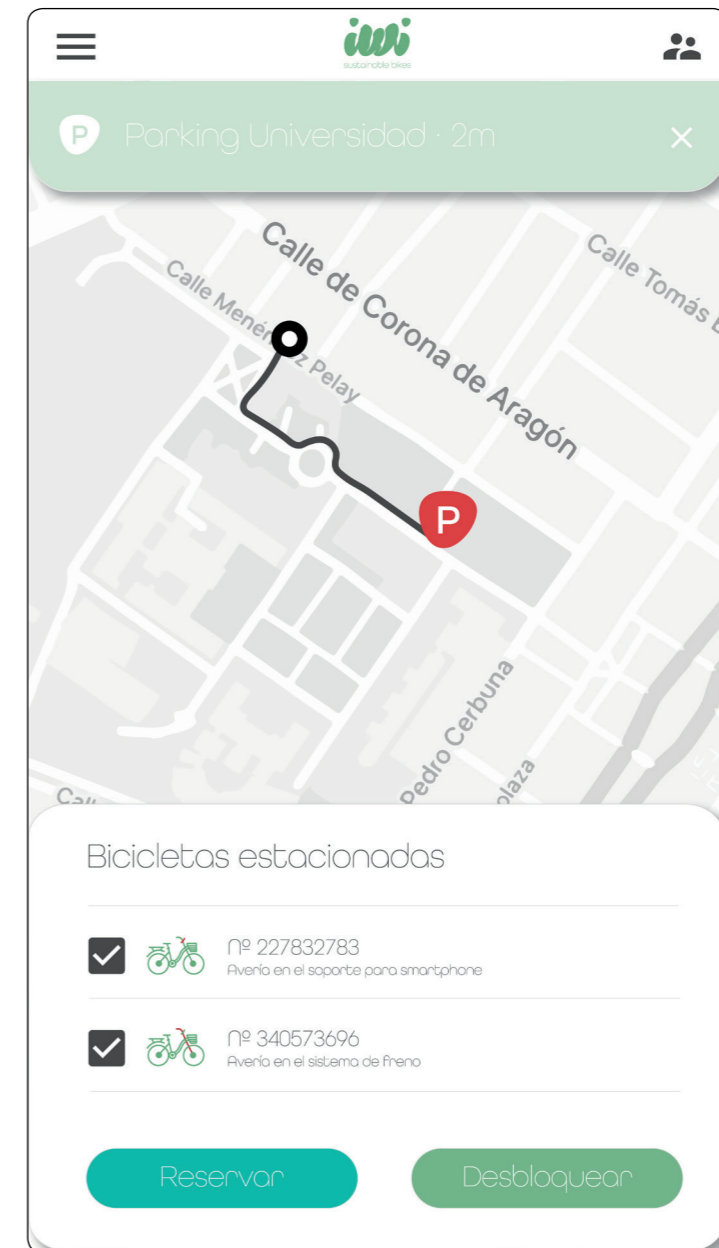 iwi
sustainable bikes
P Parking Universidad · 2m
Calle de Corona de Aragón
Calle Tomás
Calle Menéndez Pelay
P
Pedro Cerbuna
plaza
Bicicletas estacionadas
Nº 227832783
Avería en el soporte para smartphone
Nº 340573696
Avería en el sistema de freno
Reservar
Desbloquear